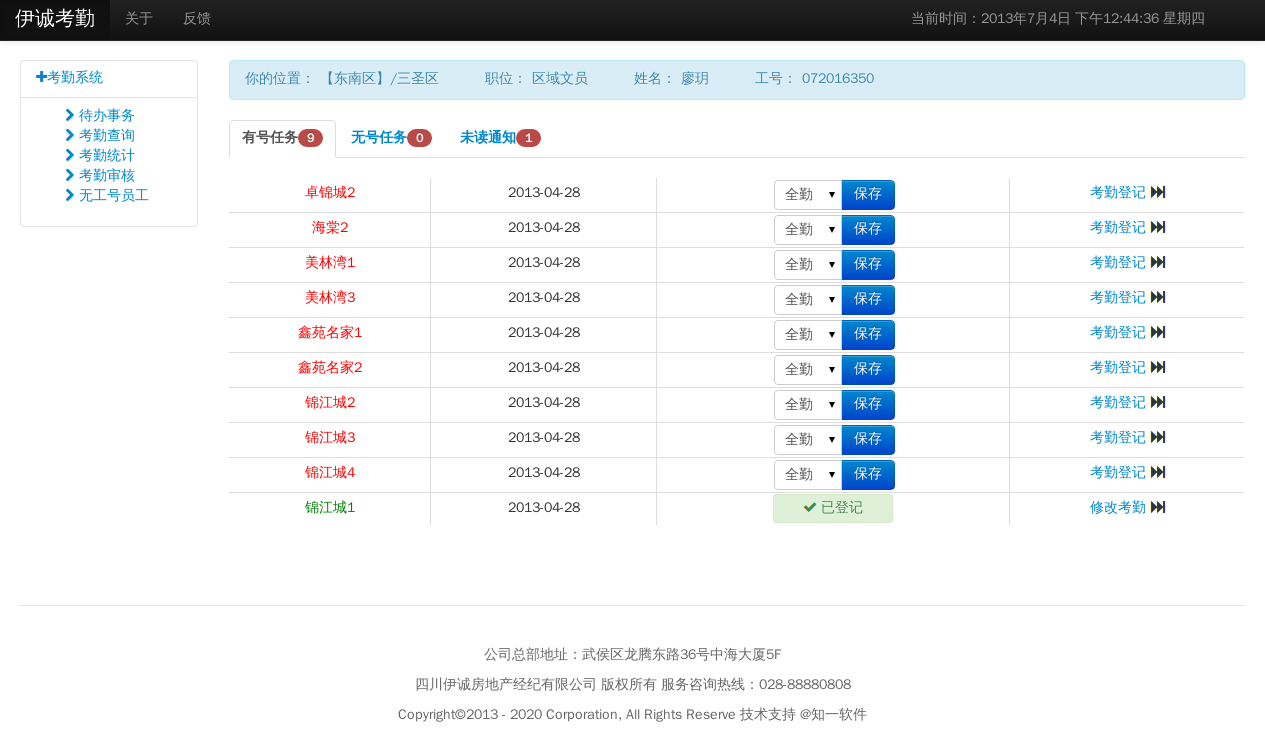 伊诚考勤 关于 反馈 当前时间：2013年7月4日 下午12:44:36 星期四
考勤系统
待办事务
考勤查询
考勤统计
考勤审核
无工号员工
你的位置： 【东南区】/三圣区 职位： 区域文员 姓名： 廖玥 工号： 072016350
有号任务 9 无号任务 0 未读通知 1
卓锦城2 2013-04-28 全勤 保存 考勤登记
海棠2 2013-04-28 全勤 保存 考勤登记
美林湾1 2013-04-28 全勤 保存 考勤登记
美林湾3 2013-04-28 全勤 保存 考勤登记
鑫苑名家1 2013-04-28 全勤 保存 考勤登记
鑫苑名家2 2013-04-28 全勤 保存 考勤登记
锦江城2 2013-04-28 全勤 保存 考勤登记
锦江城3 2013-04-28 全勤 保存 考勤登记
锦江城4 2013-04-28 全勤 保存 考勤登记
锦江城1 2013-04-28 已登记 修改考勤
公司总部地址：武侯区龙腾东路36号中海大厦5F
四川伊诚房地产经纪有限公司 版权所有 服务咨询热线：028-88880808
Copyright©2013 - 2020 Corporation, All Rights Reserve 技术支持 @知一软件